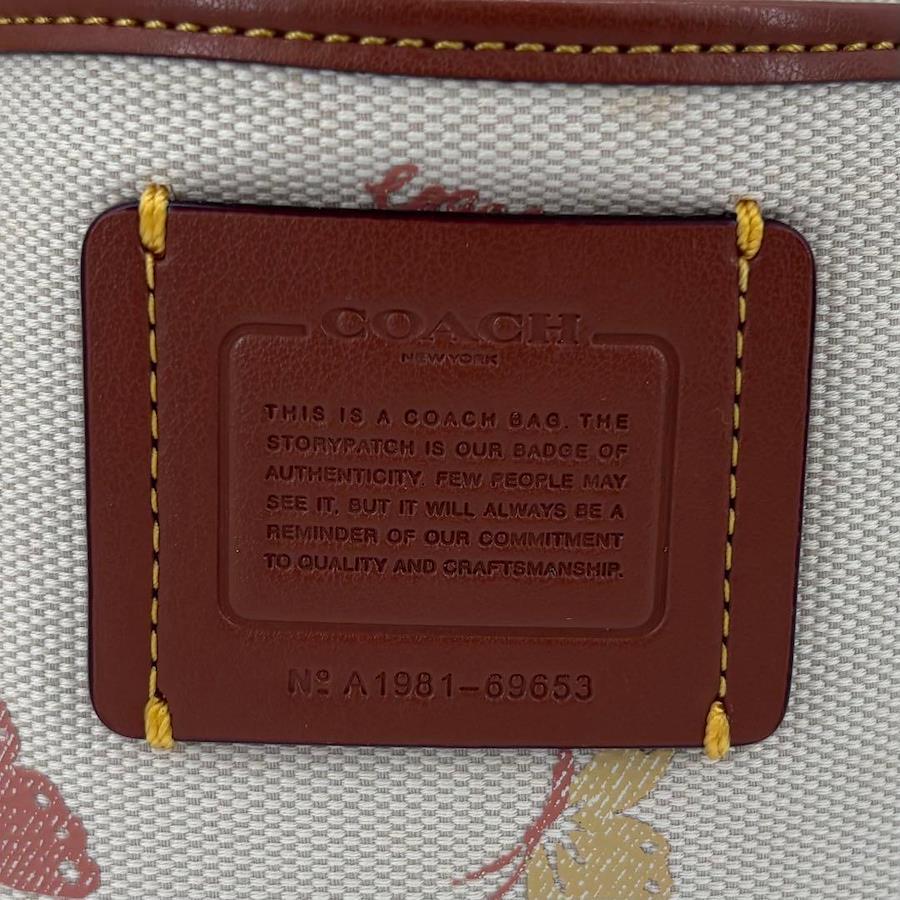 COACH
NEW YORK
THIS IS A COACH BAG. THE
STORYPATCH IS OUR BADGE OF
AUTHENTICITY. FEW PEOPLE MAY
SEE IT, BUT IT WILL ALWAYS BE A
REMINDER OF OUR COMMITMENT
TO QUALITY AND CRAFTSMANSHIP.
Nº A1981-69653